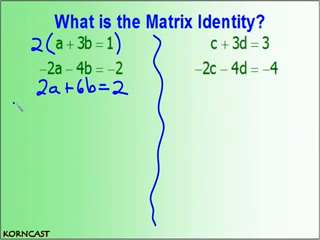 What is the Matrix Identity?
2(a + 3b = 1)
−2a − 4b = −2
2a+6b=2
c + 3d = 3
−2c − 4d = −4
KORNCAST